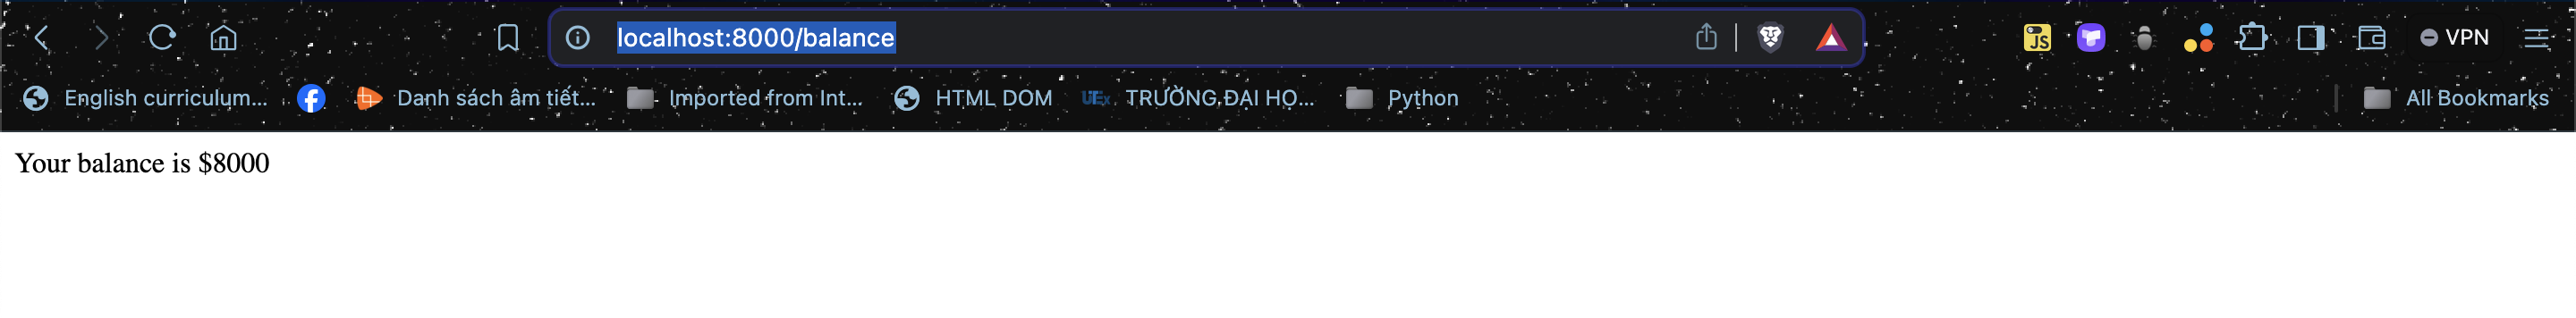 localhost:8000/balance
VPN
English curriculum...
Danh sách âm tiết...
Imported from Int...
HTML DOM
UTEx TRƯỜNG ĐẠI HỌ...
Python
All Bookmarks
Your balance is $8000
JS